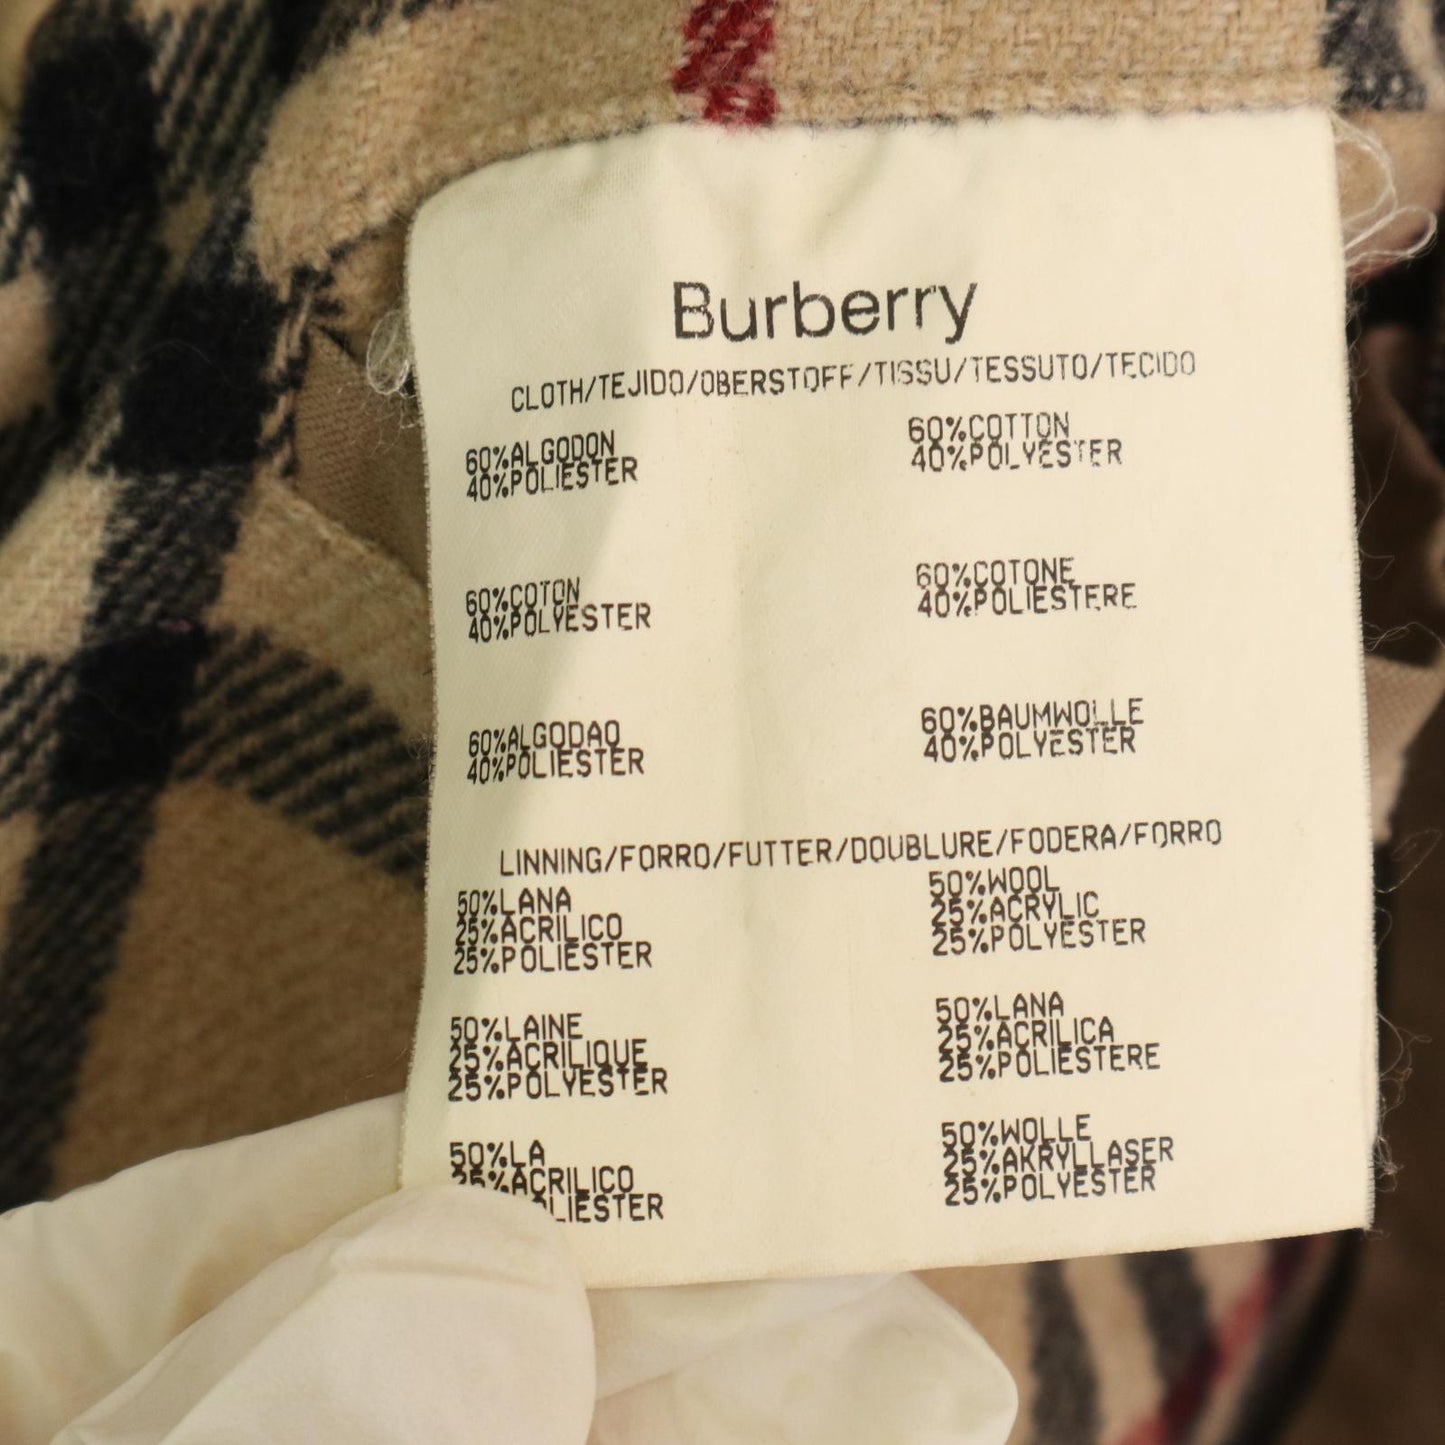 Burberry
CLOTH/TEJIDO/OBERSTOFF/TISSU/TESSUTO/TECIDO
60%ALGODON
40%POLIESTER
60%COTTON
40%POLYESTER
60%COTON
40%POLYESTER
60%COTONE
40%POLIESTERE
60%ALGODAO
40%POLIESTER
60%BAUMWOLLE
40%POLYESTER
LINNING/FORRO/FUTTER/DOUBLURE/FODERA/FORRO
50%LANA
25%ACRILICO
25%POLIESTER
50%WOOL
25%ACRYLIC
25%POLYESTER
50%LAINE
25%ACRILIQUE
25%POLYESTER
50%LANA
25%ACRILICA
25%POLIESTERE
50%LA
25%ACRILICO
OLIESTER
50%WOLLE
25%AKRYLLASER
25%POLYESTER